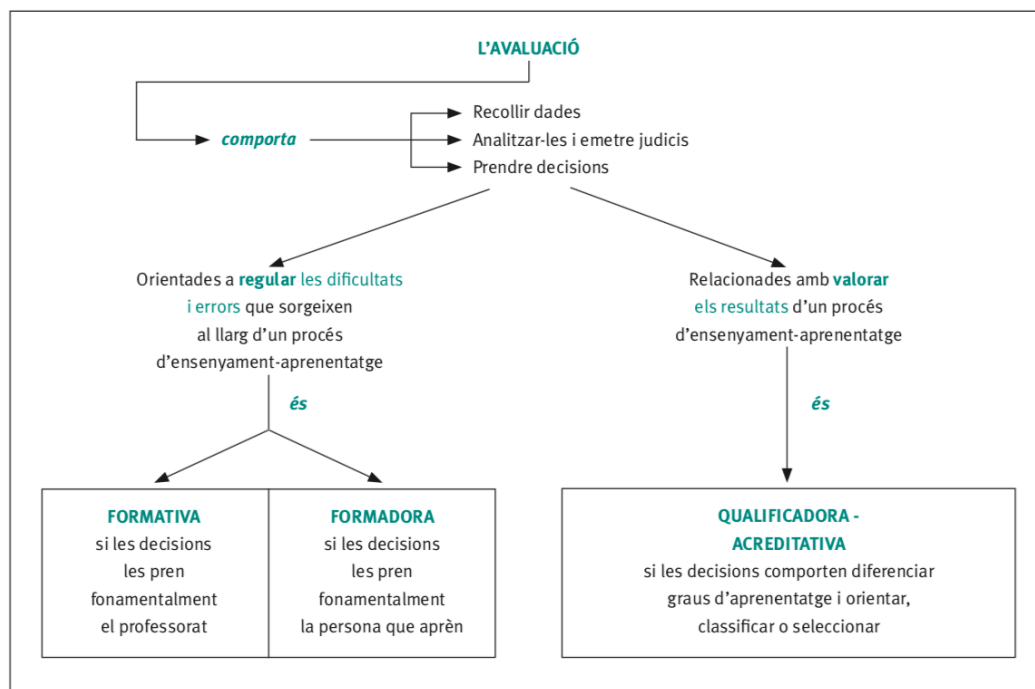 L'AVALUACIÓ
comporta
Recollir dades
Analitzar-les i emetre judicis
Prendre decisions
Orientades a regular les dificultats
i errors que sorgeixen
al llarg d'un procés
d'ensenyament-aprenentatge
Relacionades amb valorar
els resultats d'un procés
d'ensenyament-aprenentatge
és
és
FORMATIVA
si les decisions
les pren
fonamentalment
el professorat
FORMADORA
si les decisions
les pren
fonamentalment
la persona que aprèn
QUALIFICADORA -
ACREDITATIVA
si les decisions comporten diferenciar
graus d'aprenentatge i orientar,
classificar o seleccionar